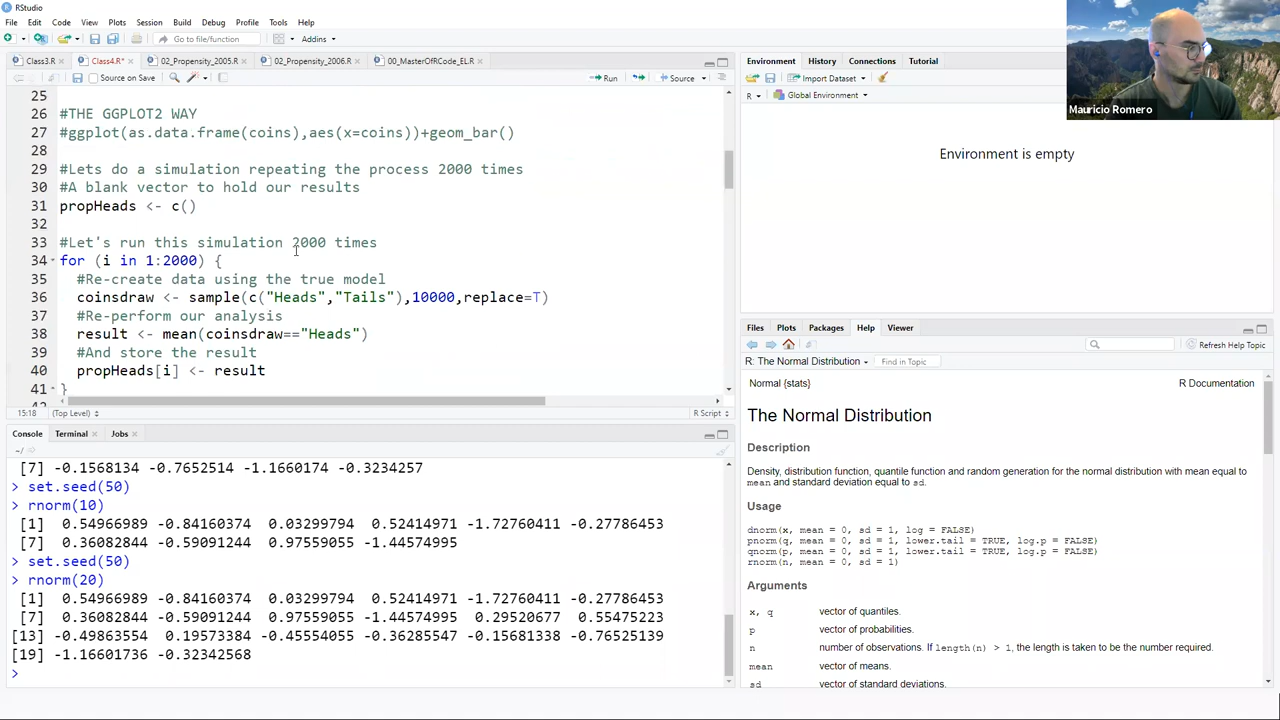 RStudio
File Edit Code View Plots Session Build Debug Profile Tools Help
Go to file/function Addins
Class3.R Class4.R* 02_Propensity_2005.R 02_Propensity_2006.R 00_MasterOfRCode_EL.R
Source on Save Run Source
25
26 #THE GGPLOT2 WAY
27 #ggplot(as.data.frame(coins),aes(x=coins))+geom_bar()
28
29 #Lets do a simulation repeating the process 2000 times
30 #A blank vector to hold our results
31 propHeads <- c()
32
33 #Let's run this simulation 2000 times
34 for (i in 1:2000) {
35 #Re-create data using the true model
36 coinsdraw <- sample(c("Heads","Tails"),10000,replace=T)
37 #Re-perform our analysis
38 result <- mean(coinsdraw=="Heads")
39 #And store the result
40 propHeads[i] <- result
41 }
15:18 (Top Level) R Script
Console Terminal Jobs
~/
[7] -0.1568134 -0.7652514 -1.1660174 -0.3234257
> set.seed(50)
> rnorm(10)
[1] 0.54966989 -0.84160374 0.03299794 0.52414971 -1.72760411 -0.27786453
[7] 0.36082844 -0.59091244 0.97559055 -1.44574995
> set.seed(50)
> rnorm(20)
[1] 0.54966989 -0.84160374 0.03299794 0.52414971 -1.72760411 -0.27786453
[7] 0.36082844 -0.59091244 0.97559055 -1.44574995 0.29520677 0.55475223
[13] -0.49863554 0.19573384 -0.45554055 -0.36285547 -0.15681338 -0.76525139
[19] -1.16601736 -0.32342568
>
Environment History Connections Tutorial
Import Dataset
R Global Environment
Environment is empty
Mauricio Romero
Files Plots Packages Help Viewer
Refresh Help Topic
R: The Normal Distribution Find in Topic
Normal {stats} R Documentation
The Normal Distribution
Description
Density, distribution function, quantile function and random generation for the normal distribution with mean equal to
mean and standard deviation equal to sd.
Usage
dnorm(x, mean = 0, sd = 1, log = FALSE)
pnorm(q, mean = 0, sd = 1, lower.tail = TRUE, log.p = FALSE)
qnorm(p, mean = 0, sd = 1, lower.tail = TRUE, log.p = FALSE)
rnorm(n, mean = 0, sd = 1)
Arguments
x, q vector of quantiles.
p vector of probabilities.
n number of observations. If length(n) > 1, the length is taken to be the number required.
mean vector of means.
sd vector of standard deviations.